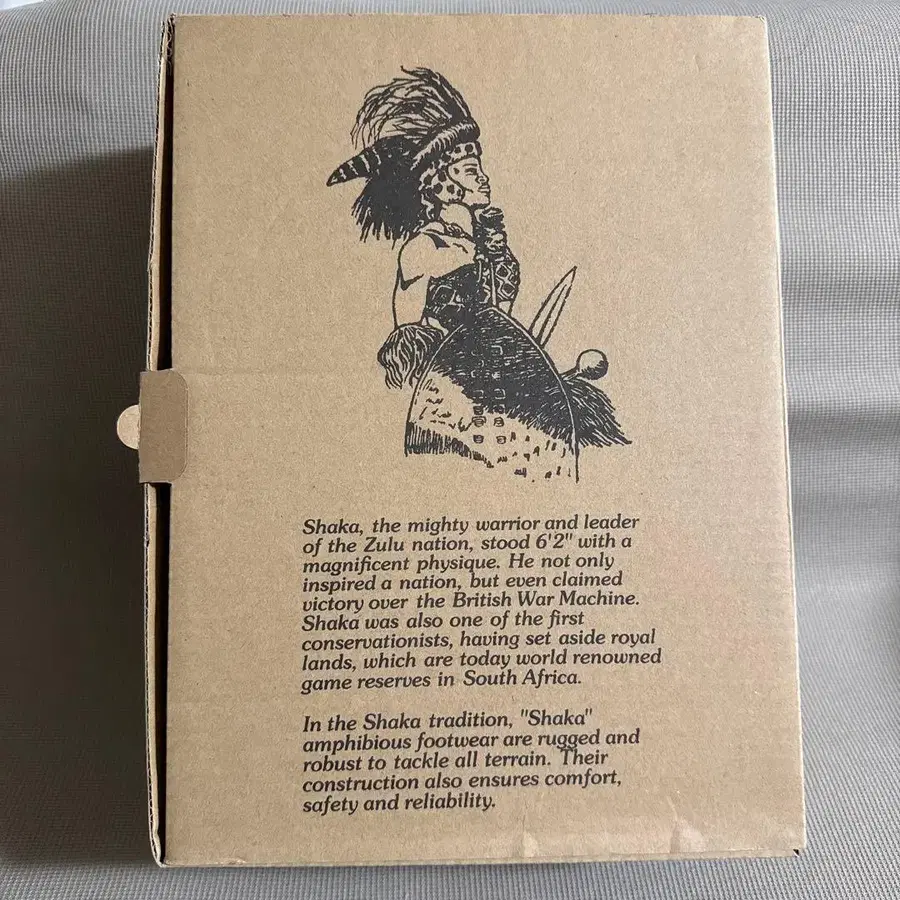 Shaka, the mighty warrior and leader
of the Zulu nation, stood 6'2" with a
magnificent physique. He not only
inspired a nation, but even claimed
victory over the British War Machine.
Shaka was also one of the first
conservationists, having set aside royal
lands, which are today world renowned
game reserves in South Africa.
In the Shaka tradition, "Shaka"
amphibious footwear are rugged and
robust to tackle all terrain. Their
construction also ensures comfort,
safety and reliability.